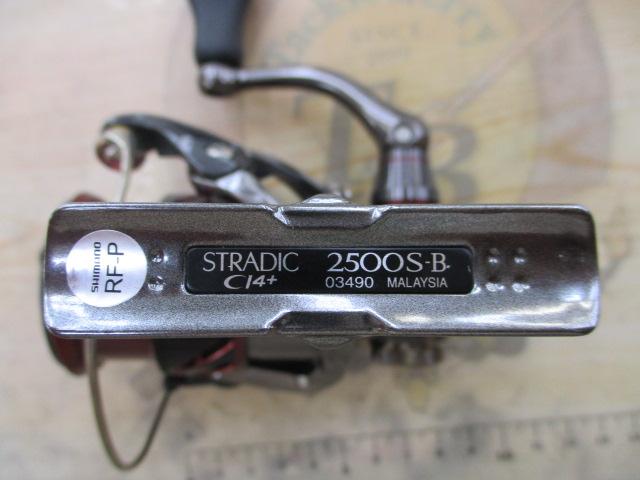 SHIMANO
RF-P
STRADIC 2500S-B-
CI4+ 03490 MALAYSIA